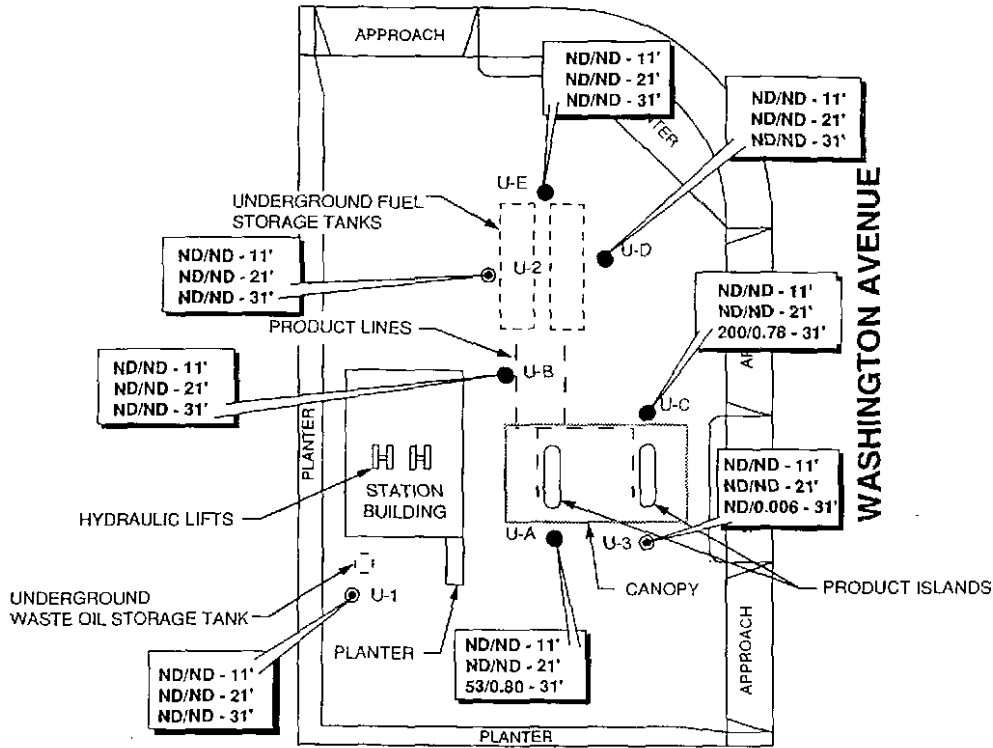 APPROACH
ND/ND - 11'
ND/ND - 21'
ND/ND - 31'
ND/ND - 11'
ND/ND - 21'
ND/ND - 31'
U-E
UNDERGROUND FUEL
STORAGE TANKS
U-D
U-2
ND/ND - 11'
ND/ND - 21'
ND/ND - 31'
WASHINGTON AVENUE
ND/ND - 11'
ND/ND - 21'
200/0.78 - 31'
PRODUCT LINES
ND/ND - 11'
ND/ND - 21'
ND/ND - 31'
U-B
U-C
PLANTER
ND/ND - 11'
ND/ND - 21'
ND/0.006 - 31'
STATION
BUILDING
HYDRAULIC LIFTS
U-A
U-3
CANOPY
PRODUCT ISLANDS
UNDERGROUND
WASTE OIL STORAGE TANK
U-1
PLANTER
ND/ND - 11'
ND/ND - 21'
53/0.80 - 31'
ND/ND - 11'
ND/ND - 21'
ND/ND - 31'
APPROACH
PLANTER